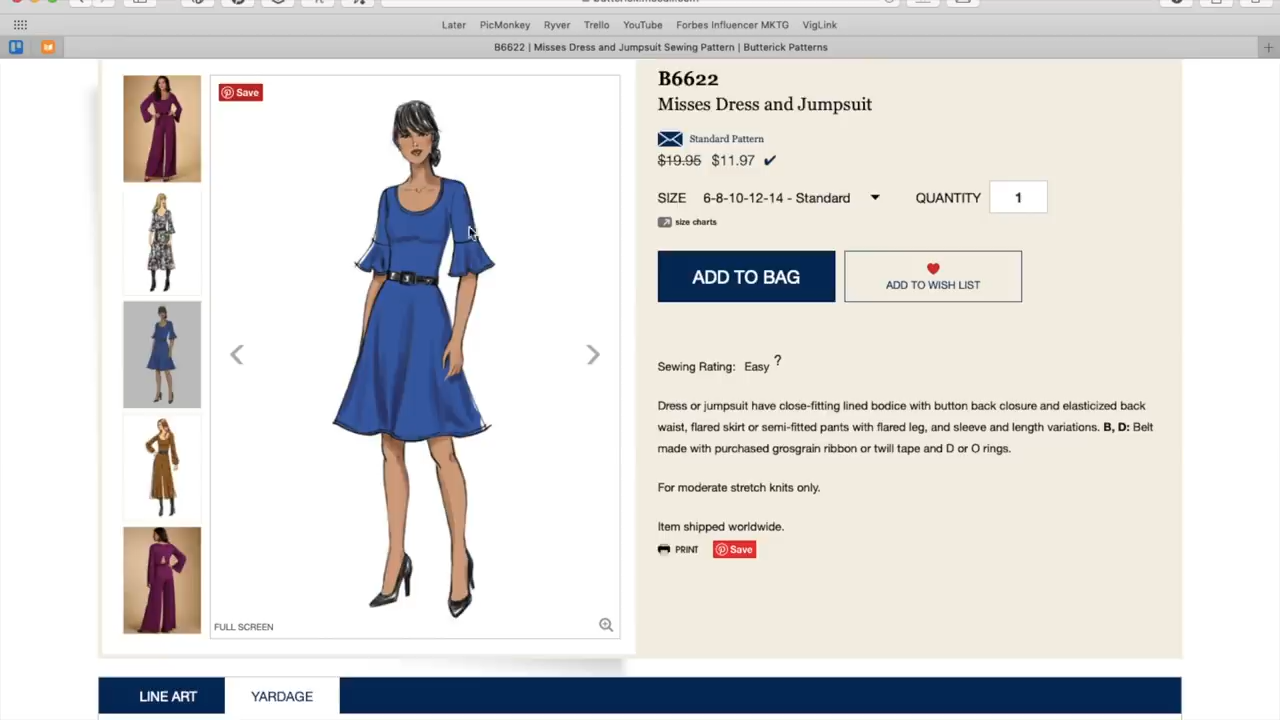 Later PicMonkey Ryver Trello YouTube Forbes Influencer MKTG VigLink
B6622 | Misses Dress and Jumpsuit Sewing Pattern | Butterick Patterns
Save
FULL SCREEN
B6622
Misses Dress and Jumpsuit
Standard Pattern
$19.95 $11.97 ✔
SIZE 6-8-10-12-14 - Standard QUANTITY 1
size charts
ADD TO BAG
ADD TO WISH LIST
Sewing Rating: Easy ?
Dress or jumpsuit have close-fitting lined bodice with button back closure and elasticized back
waist, flared skirt or semi-fitted pants with flared leg, and sleeve and length variations. B, D: Belt
made with purchased grosgrain ribbon or twill tape and D or O rings.
For moderate stretch knits only.
Item shipped worldwide.
PRINT Save
LINE ART YARDAGE